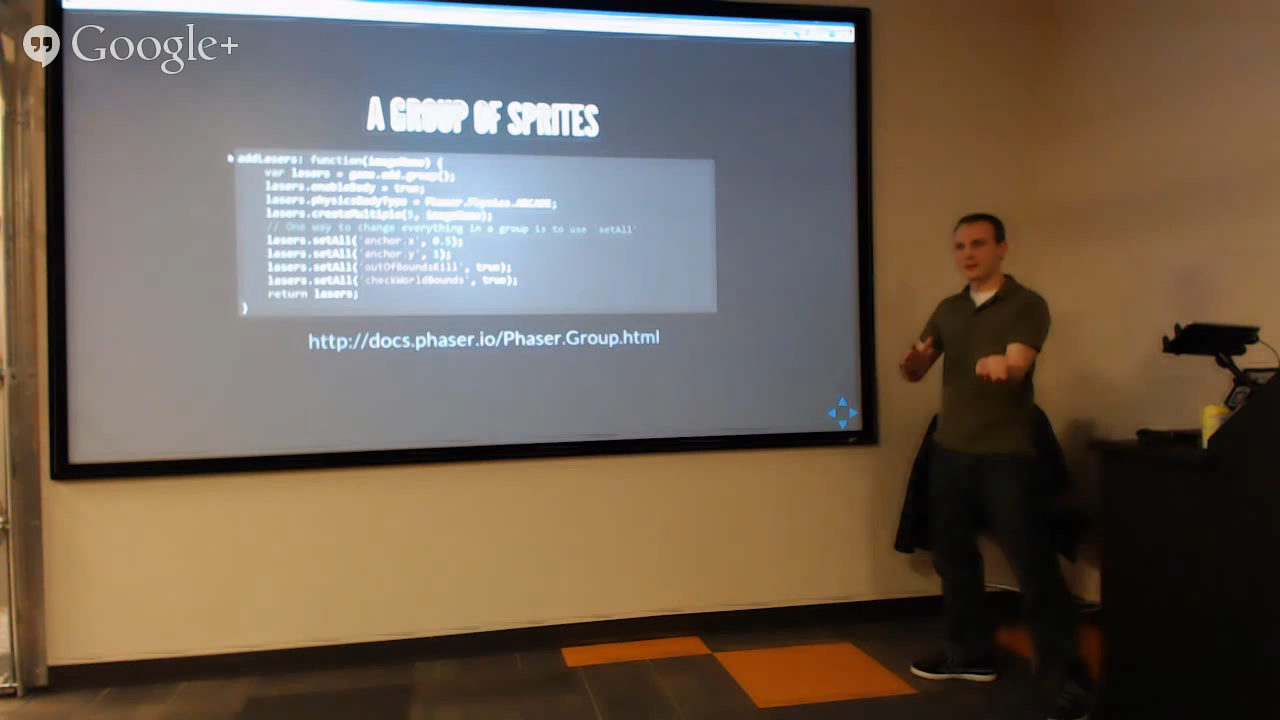 Google+
A GROUP OF SPRITES
addLasers: function(imageName) {
var lasers = game.add.group();
lasers.enableBody = true;
lasers.physicsBodyType = Phaser.Physics.ARCADE;
lasers.createMultiple(5, imageName);
// One way to change everything in a group is to use `setAll`
lasers.setAll('anchor.x', 0.5);
lasers.setAll('anchor.y', 1);
lasers.setAll('outOfBoundsKill', true);
lasers.setAll('checkWorldBounds', true);
return lasers;
}
http://docs.phaser.io/Phaser.Group.html